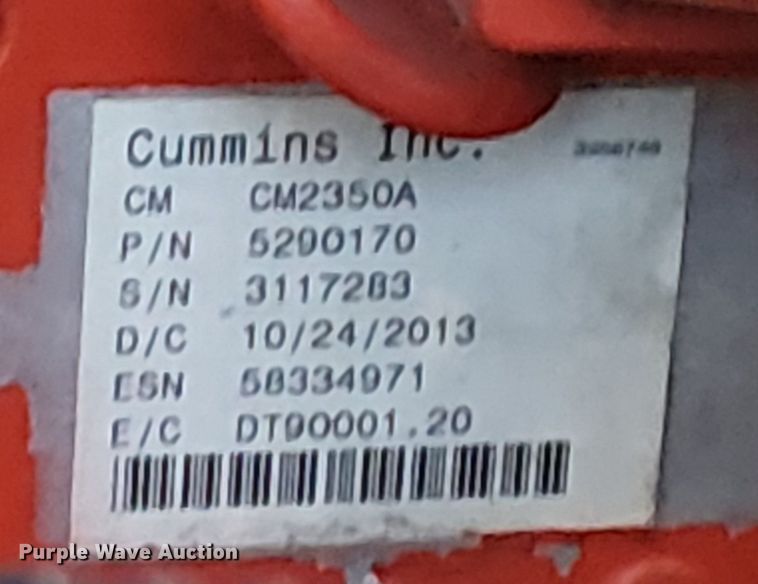 Cummins Inc.
CM CM2350A
P/N 5290170
S/N 3117283
D/C 10/24/2013
ESN 58334971
E/C DT90001.20
Purple Wave Auction